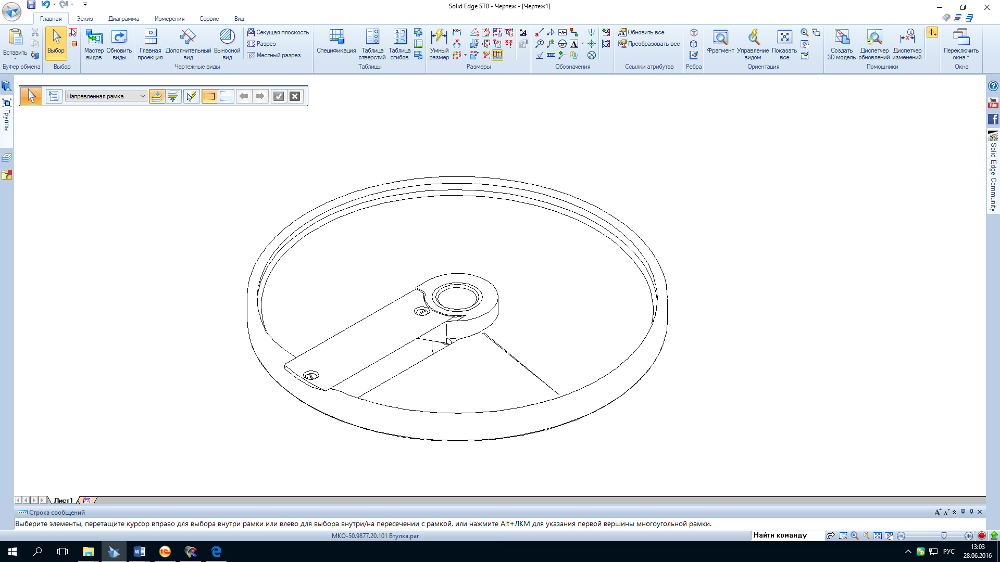 Solid Edge ST8 - Чертеж - [Чертеж1]
Главная Эскиз Диаграмма Измерения Сервис Вид
Вставить
Буфер обмена
Выбор
Выбор
Мастер видов
Обновить виды
Главная проекция
Дополнительный вид
Выносной вид
Секущая плоскость
Разрез
Местный разрез
Чертежные виды
Спецификация
Таблица отверстий
Таблица сгибов
Таблицы
Умный размер
Размеры
Обозначения
Обновить все
Преобразовать все
Ссылки атрибутов
Ребра
Фрагмент
Управление видом
Показать все
Ориентация
Создать 3D модель
Диспетчер обновлений
Диспетчер изменений
Помощники
Переключить окна
Окна
Направленная рамка
Группы
You Tube
Solid Edge Community
Лист1
Строка сообщений
Выберите элементы, перетащите курсор вправо для выбора внутри рамки или влево для выбора внутри/на пересечении с рамкой, или нажмите Alt+ЛКМ для указания первой вершины многоугольной рамки.
МКО-50.9877.20.101 Втулка.par
Найти команду
РУС
13:03
28.06.2016